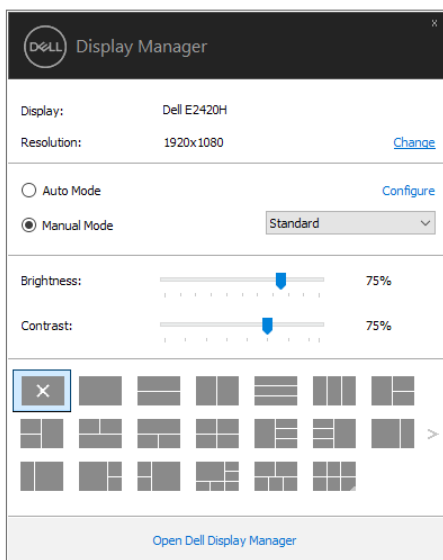 x
DELL Display Manager
Display: Dell E2420H
Resolution: 1920x1080 Change
Auto Mode Configure
Manual Mode Standard
Brightness: 75%
Contrast: 75%
Open Dell Display Manager